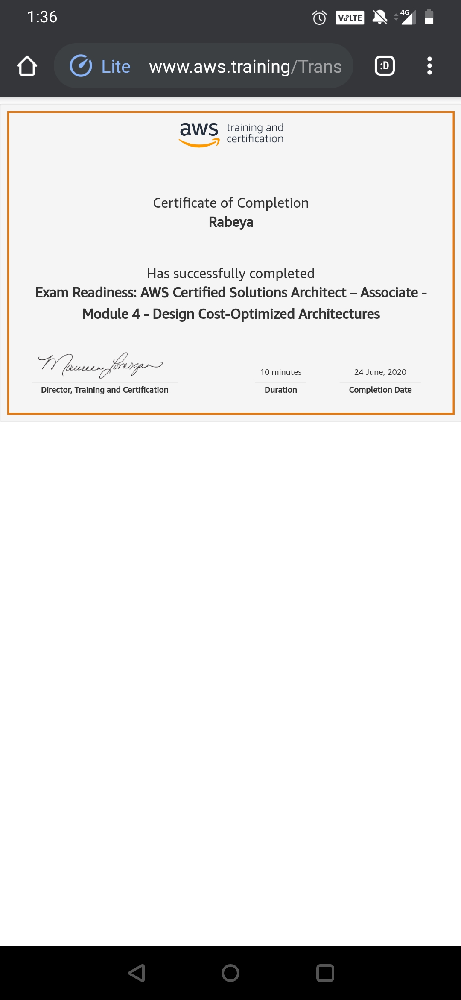 1:36
VoLTE
4G
Lite
www.aws.training/Trans
:D
aws training and
certification
Certificate of Completion
Rabeya
Has successfully completed
Exam Readiness: AWS Certified Solutions Architect – Associate -
Module 4 - Design Cost-Optimized Architectures
Maureen Lonergan
10 minutes
24 June, 2020
Director, Training and Certification
Duration
Completion Date